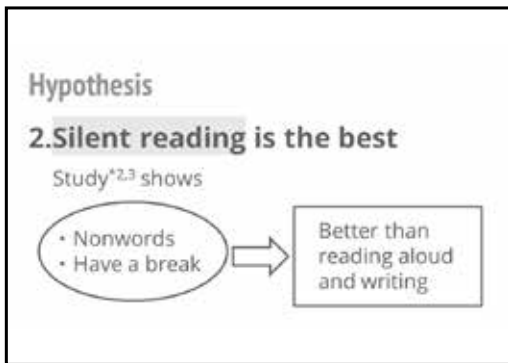 Hypothesis
2.Silent reading is the best
Study*2,3 shows
• Nonwords
• Have a break
Better than
reading aloud
and writing